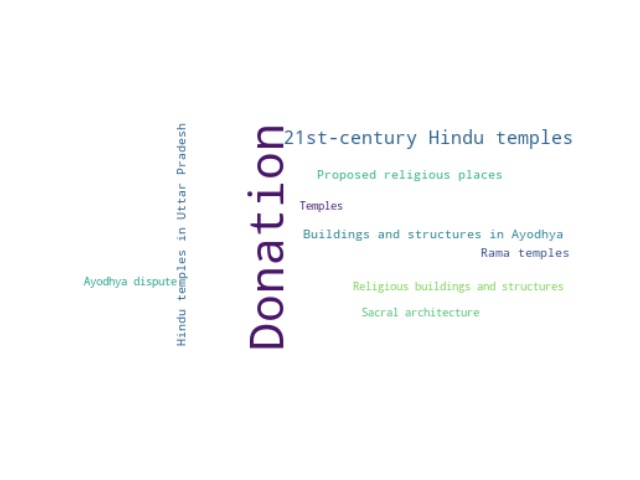 Donation
21st-century Hindu temples
Hindu temples in Uttar Pradesh
Proposed religious places
Temples
Buildings and structures in Ayodhya
Rama temples
Ayodhya dispute
Religious buildings and structures
Sacral architecture